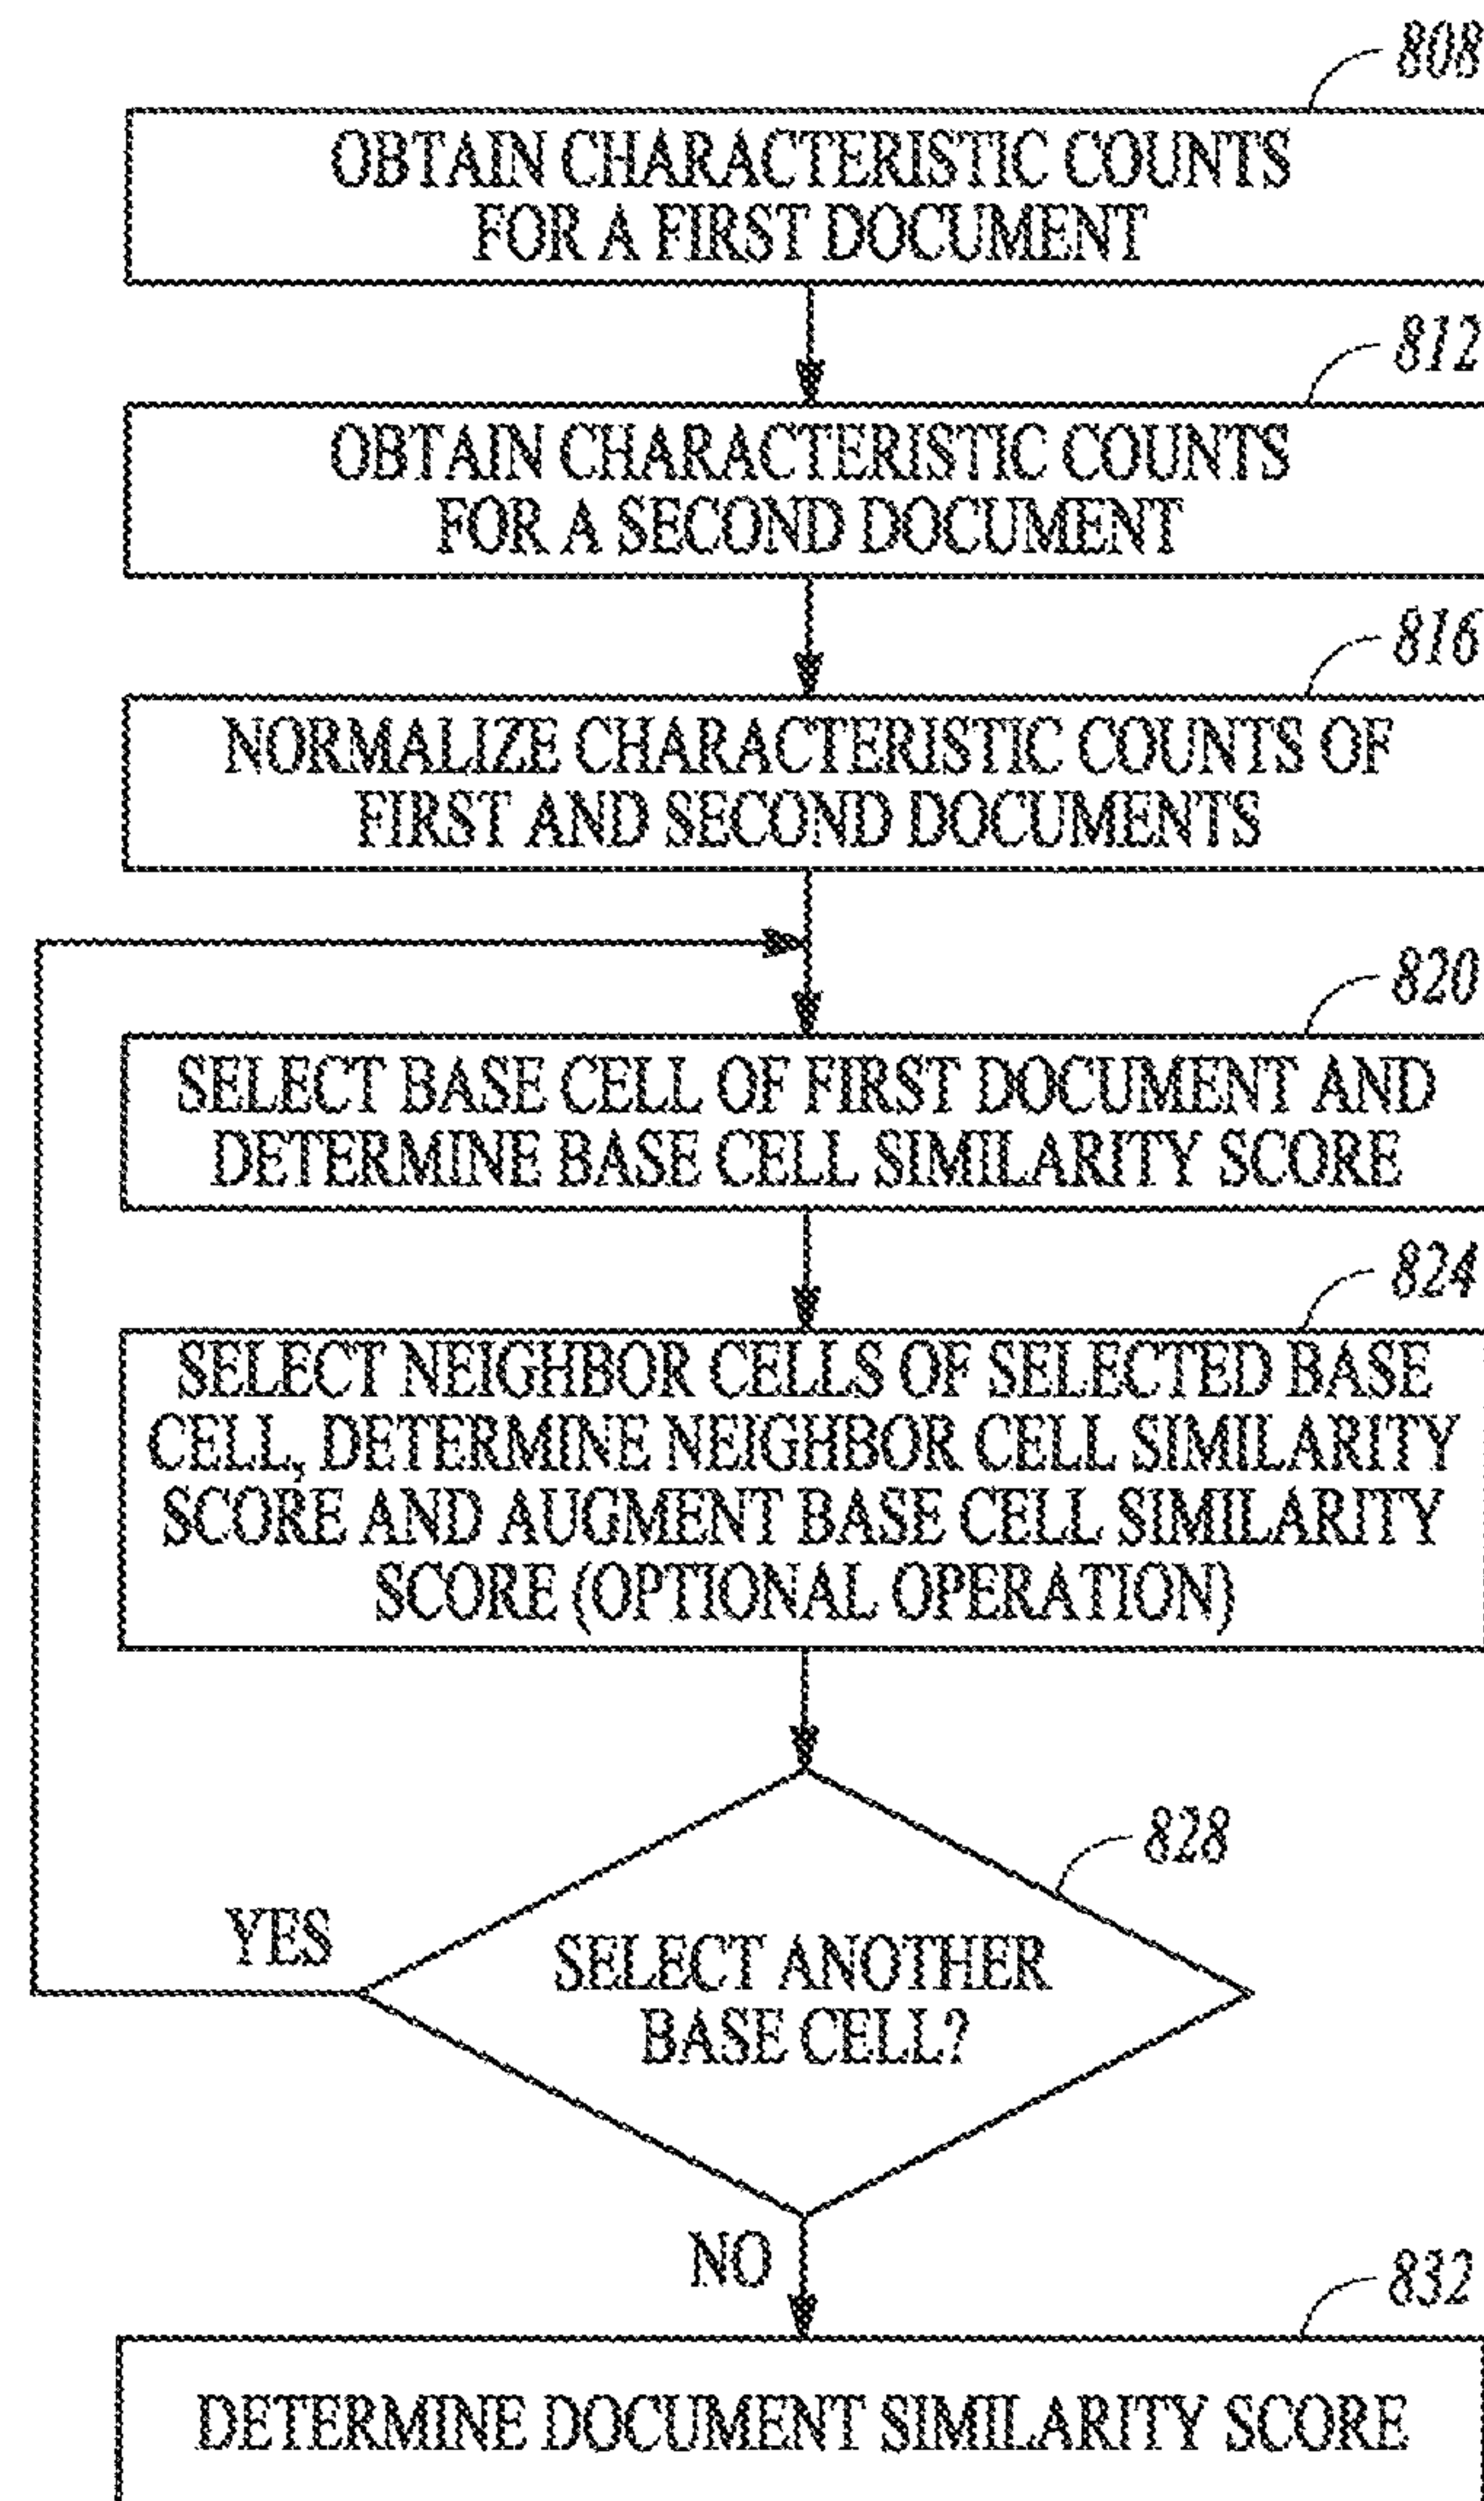 808
OBTAIN CHARACTERISTIC COUNTS
FOR A FIRST DOCUMENT
812
OBTAIN CHARACTERISTIC COUNTS
FOR A SECOND DOCUMENT
816
NORMALIZE CHARACTERISTIC COUNTS OF
FIRST AND SECOND DOCUMENTS
820
SELECT BASE CELL OF FIRST DOCUMENT AND
DETERMINE BASE CELL SIMILARITY SCORE
824
SELECT NEIGHBOR CELLS OF SELECTED BASE
CELL, DETERMINE NEIGHBOR CELL SIMILARITY
SCORE AND AUGMENT BASE CELL SIMILARITY
SCORE (OPTIONAL OPERATION)
828
YES
SELECT ANOTHER
BASE CELL?
NO
832
DETERMINE DOCUMENT SIMILARITY SCORE